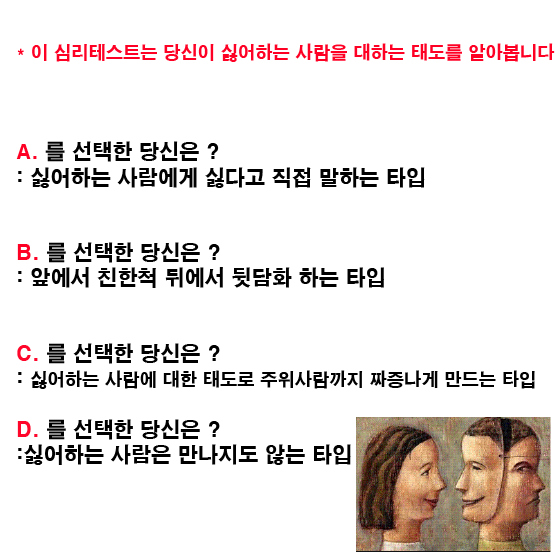 * 이 심리테스트는 당신이 싫어하는 사람을 대하는 태도를 알아봅니다
A. 를 선택한 당신은 ?
: 싫어하는 사람에게 싫다고 직접 말하는 타입
B. 를 선택한 당신은 ?
: 앞에서 친한척 뒤에서 뒷담화 하는 타입
C. 를 선택한 당신은 ?
: 싫어하는 사람에 대한 태도로 주위사람까지 짜증나게 만드는 타입
D. 를 선택한 당신은 ?
:싫어하는 사람은 만나지도 않는 타입